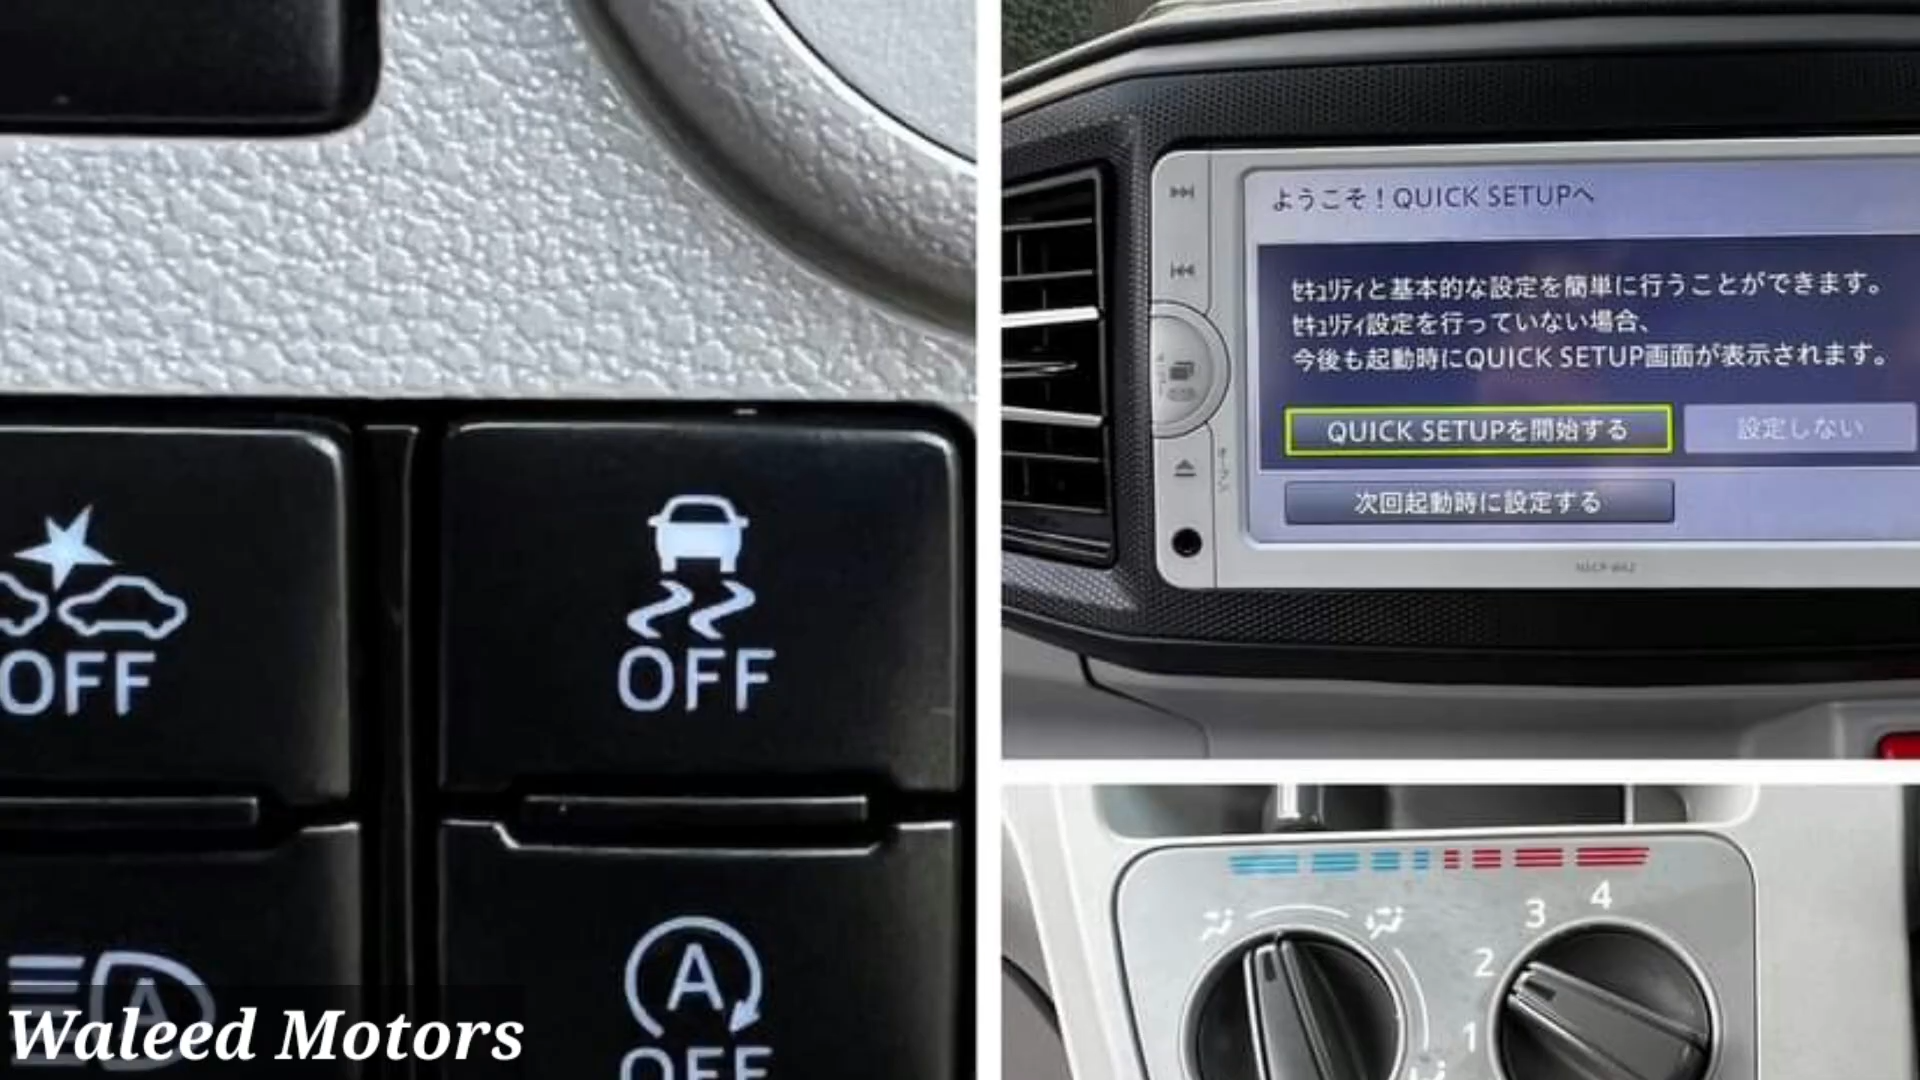 OFF
OFF
A
A
OFF
Waleed Motors
ようこそ！QUICK SETUPへ
ｾｷｭﾘﾃｨと基本的な設定を簡単に行うことができます。
ｾｷｭﾘﾃｨ設定を行っていない場合、
今後も起動時にQUICK SETUP画面が表示されます。
QUICK SETUPを開始する
設定しない
次回起動時に設定する
1
2
3
4